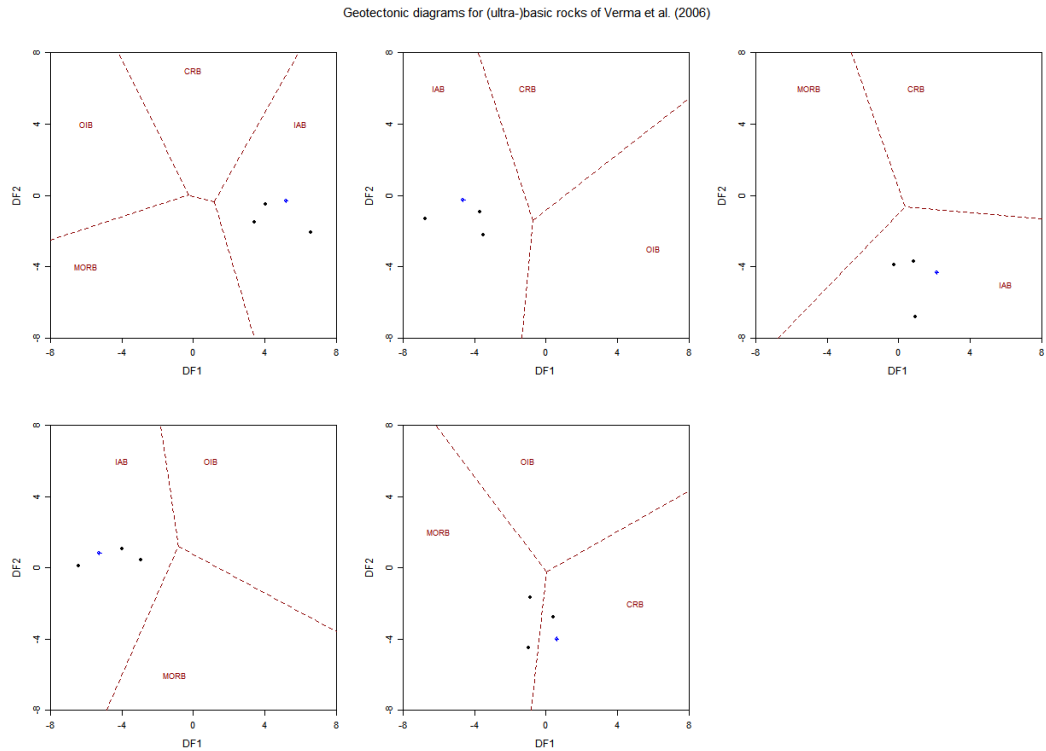 Geotectonic diagrams for (ultra-)basic rocks of Verma et al. (2006)
8
4
0
-4
-8
DF2
CRB
OIB
IAB
MORB
-8 -4 0 4 8
DF1
8
4
0
-4
-8
DF2
IAB
CRB
OIB
-8 -4 0 4 8
DF1
8
4
0
-4
-8
DF2
MORB
CRB
IAB
-8 -4 0 4 8
DF1
8
4
0
-4
-8
DF2
IAB
OIB
MORB
-8 -4 0 4 8
DF1
8
4
0
-4
-8
DF2
OIB
MORB
CRB
-8 -4 0 4 8
DF1